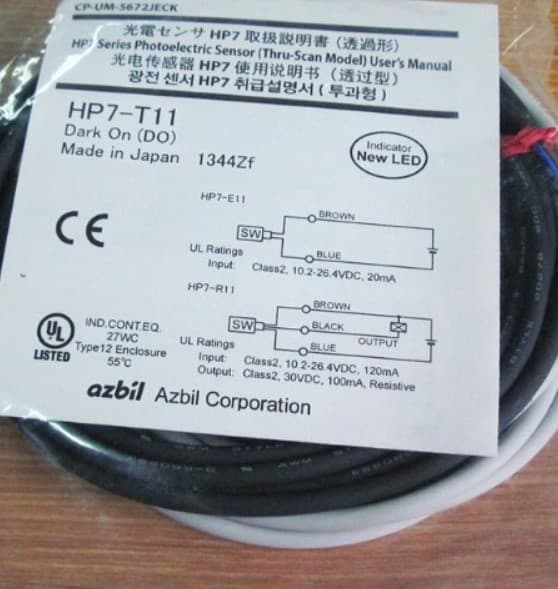 CP-UM-5672JECK
光電センサ HP7 取扱説明書（透過形）
HP7 Series Photoelectric Sensor (Thru-Scan Model) User's Manual
光电传感器 HP7 使用说明书（透过型）
광전 센서 HP7 취급설명서 ( 투과형 )
HP7-T11
Dark On (DO)
Made in Japan 1344Zf
Indicator
New LED
HP7-E11
CE
BROWN
SW
BLUE
UL Ratings
Input: Class2, 10.2-26.4VDC, 20mA
HP7-R11
BROWN
SW
BLACK
OUTPUT
BLUE
UL Ratings
Input: Class2, 10.2-26.4VDC, 120mA
Output: Class2, 30VDC, 100mA, Resistive
UL
LISTED
IND.CONT.EQ.
27WC
Type12 Enclosure
55℃
azbil Azbil Corporation